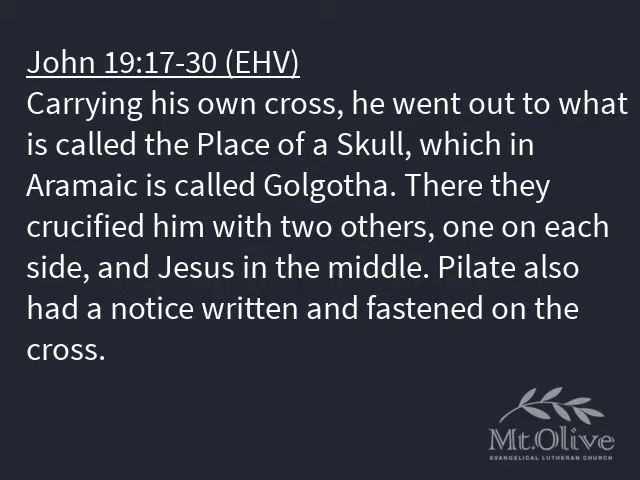 John 19:17-30 (EHV)
Carrying his own cross, he went out to what
is called the Place of a Skull, which in
Aramaic is called Golgotha. There they
crucified him with two others, one on each
side, and Jesus in the middle. Pilate also
had a notice written and fastened on the
cross.
Mt.Olive
EVANGELICAL LUTHERAN CHURCH